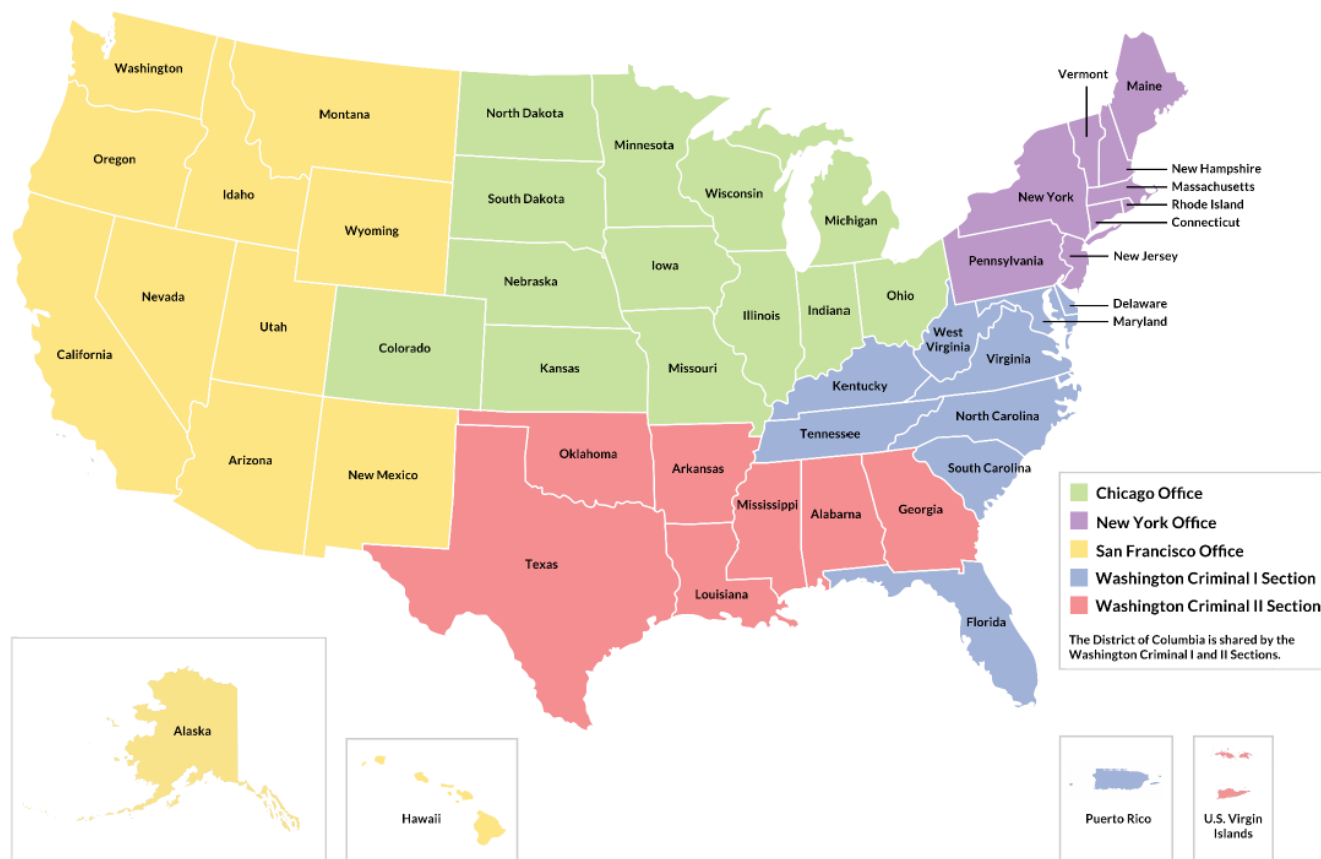 Washington
Montana
North Dakota
Minnesota
Vermont
Maine
Oregon
Idaho
Wyoming
South Dakota
Wisconsin
Michigan
New York
New Hampshire
Massachusetts
Rhode Island
Connecticut
Nebraska
Iowa
Pennsylvania
New Jersey
Nevada
Utah
Colorado
Kansas
Missouri
Illinois
Indiana
Ohio
Delaware
Maryland
California
West
Virginia
Virginia
Kentucky
Tennessee
North Carolina
South Carolina
Arizona
New Mexico
Oklahoma
Arkansas
Mississippi
Alabarna
Georgia
Texas
Louisiana
Florida
Chicago Office
New York Office
San Francisco Office
Washington Criminal I Section
Washington Criminal II Section
The District of Columbia is shared by the
Washington Criminal I and II Sections.
Alaska
Hawaii
Puerto Rico
U.S. Virgin
Islands